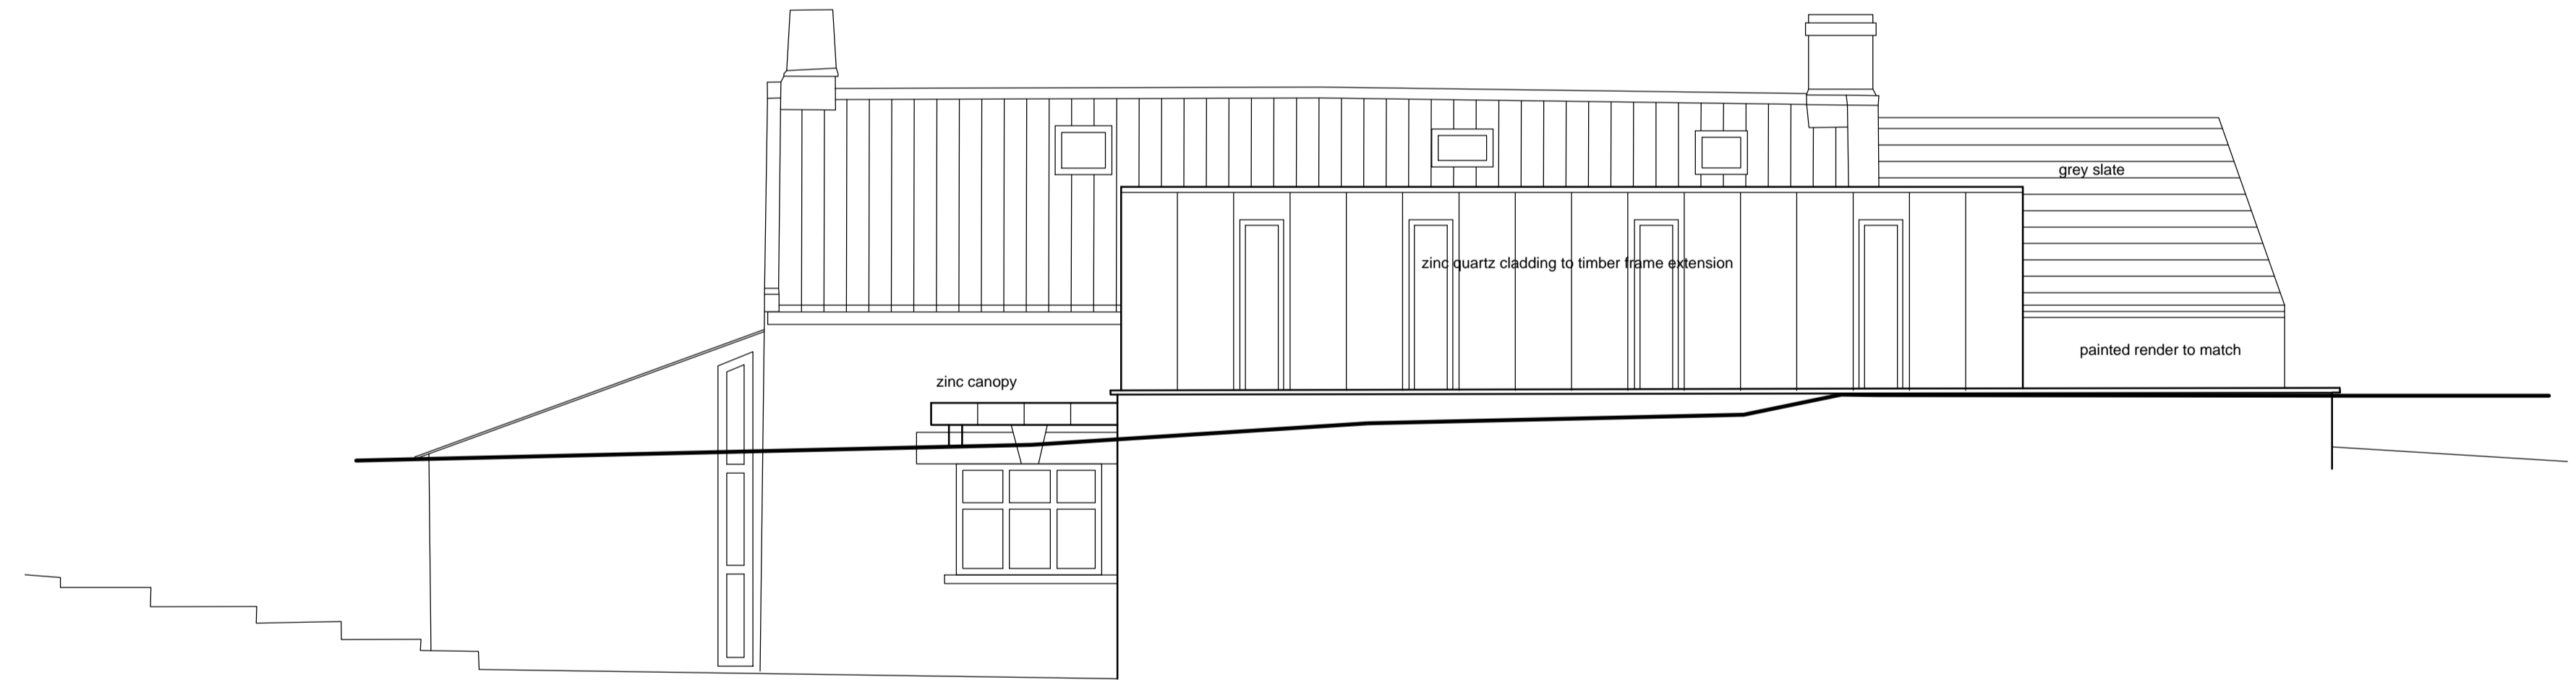 grey slate
zinc quartz cladding to timber frame extension
painted render to match
zinc canopy